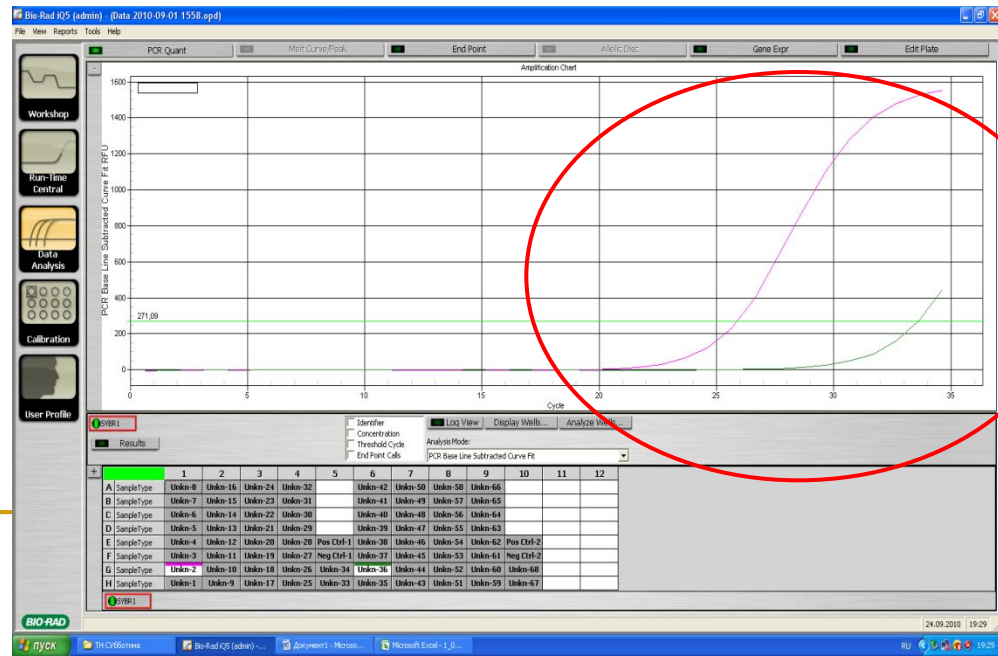 Bio-Rad iQ5 (admin) - (Data 2010-09-01 1558.opd)
File View Reports Tools Help
PCR Quant Melt Curve/Peak End Point Allelic Disc Gene Expr Edit Plate
Workshop
Run-Time
Central
Data
Analysis
Calibration
User Profile
Amplification Chart
PCR Base Line Subtracted Curve Fit RFU
1600
1400
1200
1000
800
600
400
271,09
200
0
0 5 10 15 20 25 30 35
Cycle
SYBR1
Results
Identifier
Concentration
Threshold Cycle
End Point Calls
Log View Display Wells... Analyze Wells...
Analysis Mode:
PCR Base Line Subtracted Curve Fit
1 2 3 4 5 6 7 8 9 10 11 12
A SampleType Unkn-8 Unkn-16 Unkn-24 Unkn-32 Unkn-42 Unkn-50 Unkn-58 Unkn-66
B SampleType Unkn-7 Unkn-15 Unkn-23 Unkn-31 Unkn-41 Unkn-49 Unkn-57 Unkn-65
C SampleType Unkn-6 Unkn-14 Unkn-22 Unkn-30 Unkn-40 Unkn-48 Unkn-56 Unkn-64
D SampleType Unkn-5 Unkn-13 Unkn-21 Unkn-29 Unkn-39 Unkn-47 Unkn-55 Unkn-63
E SampleType Unkn-4 Unkn-12 Unkn-20 Unkn-28 Pos Ctrl-1 Unkn-38 Unkn-46 Unkn-54 Unkn-62 Pos Ctrl-2
F SampleType Unkn-3 Unkn-11 Unkn-19 Unkn-27 Neg Ctrl-1 Unkn-37 Unkn-45 Unkn-53 Unkn-61 Neg Ctrl-2
G SampleType Unkn-2 Unkn-10 Unkn-18 Unkn-26 Unkn-34 Unkn-36 Unkn-44 Unkn-52 Unkn-60 Unkn-68
H SampleType Unkn-1 Unkn-9 Unkn-17 Unkn-25 Unkn-33 Unkn-35 Unkn-43 Unkn-51 Unkn-59 Unkn-67
SYBR1
BIO-RAD
24.09.2010 19:29
пуск ТН СУББотника Bio-Rad iQ5 (admin) -... Документ1 - Microso... Microsoft Excel - 1_0... RU 19:29